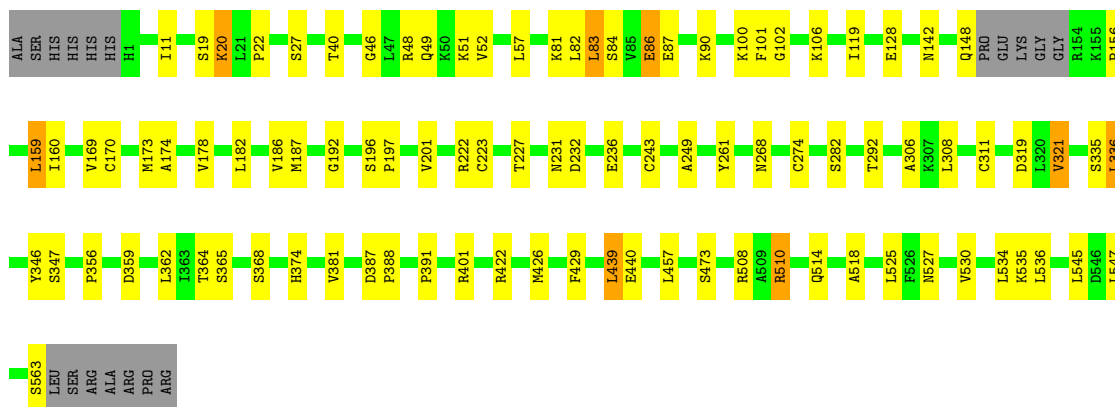 ALA SER HIS HIS HIS HIS H1 I11 S19 K20 L21 P22 S27 T40 G46 L47 R48 Q49 K50 K51 V52 L57 K81 L82 L83 S84 V85 E86 E87 K90 K100 F101 G102 K106 I119 E128 N142 Q148 PRO GLU LYS GLY GLY R154 K155 R156
L159 I160 V169 C170 M173 A174 V178 L182 V186 M187 G192 S196 P197 V201 R222 C223 T227 N231 D232 E236 C243 A249 Y261 N268 C274 S282 T292 A306 K307 L308 C311 D319 L320 V321 S335 L336
Y346 S347 P356 D359 L362 I363 T364 S365 S368 H374 V381 D387 P388 P391 R401 R422 M426 F429 L439 E440 L457 S473 R508 A509 R510 Q514 A518 L525 F526 N527 V530 L534 K535 L536 L545 D546 L547
S563 LEU SER ARG ALA ARG PRO ARG